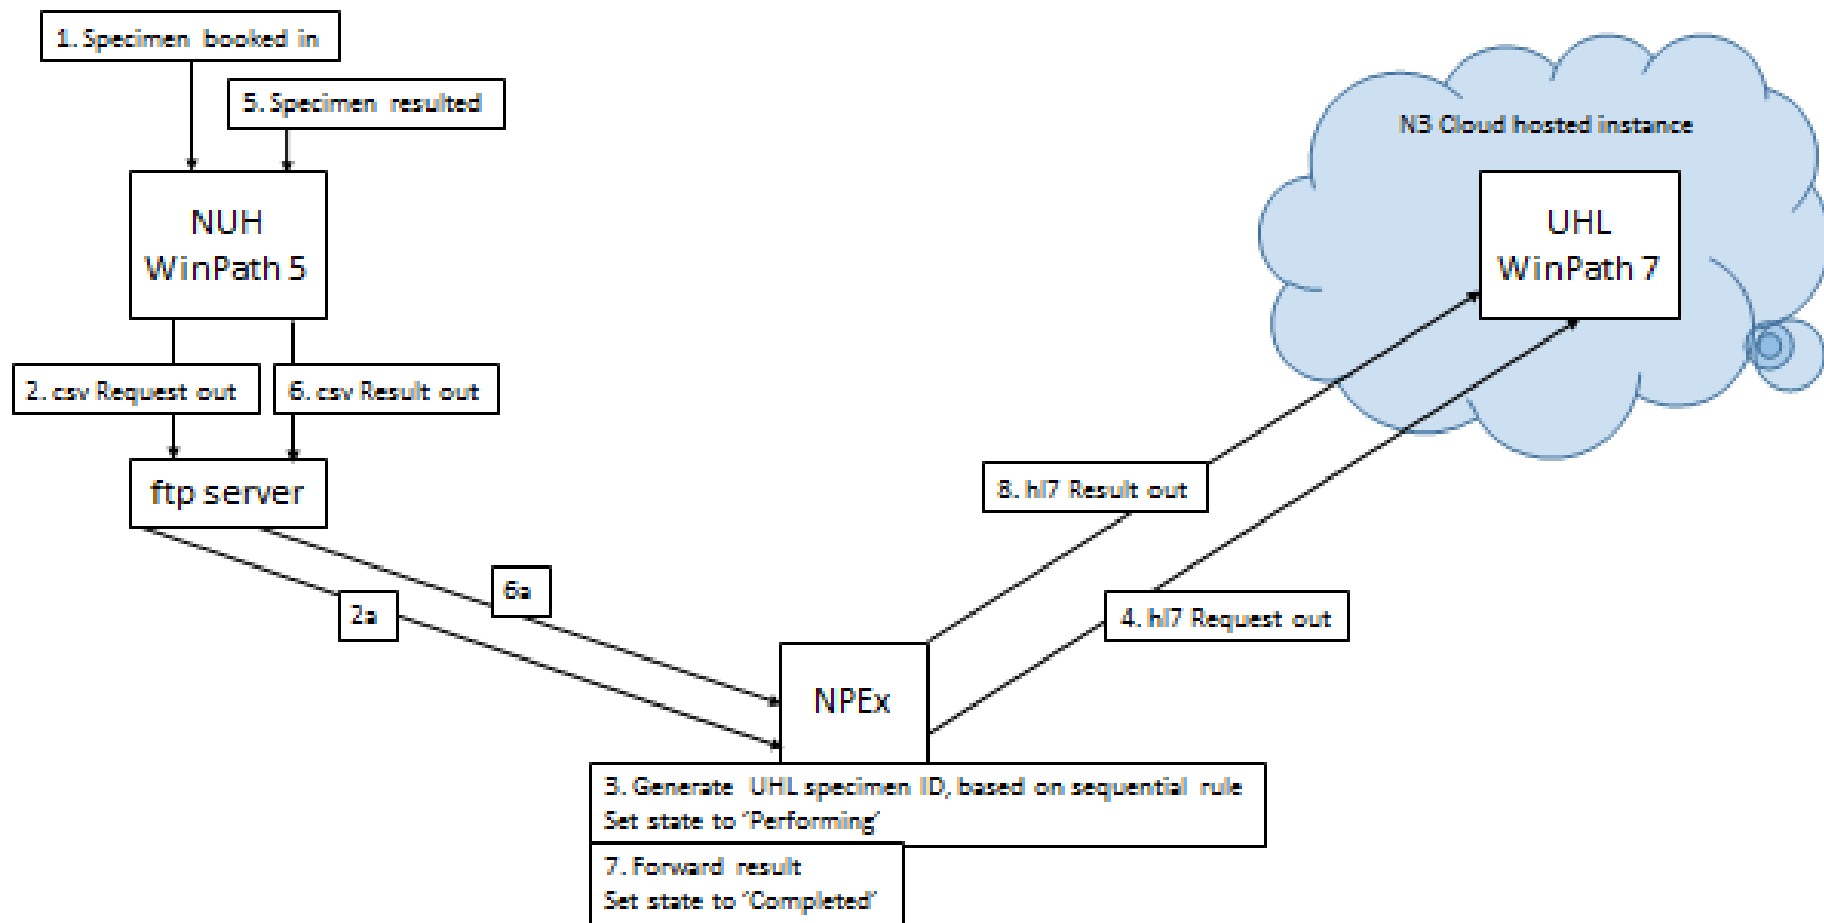 1. Specimen booked in
5. Specimen resulted
N3 Cloud hosted instance
NUH
WinPath 5
UHL
WinPath 7
2. csv Request out
6. csv Result out
ftp server
8. hl7 Result out
6a
2a
4. hl7 Request out
NPEx
3. Generate UHL specimen ID, based on sequential rule
Set state to ‘Performing’
7. Forward result
Set state to ‘Completed’